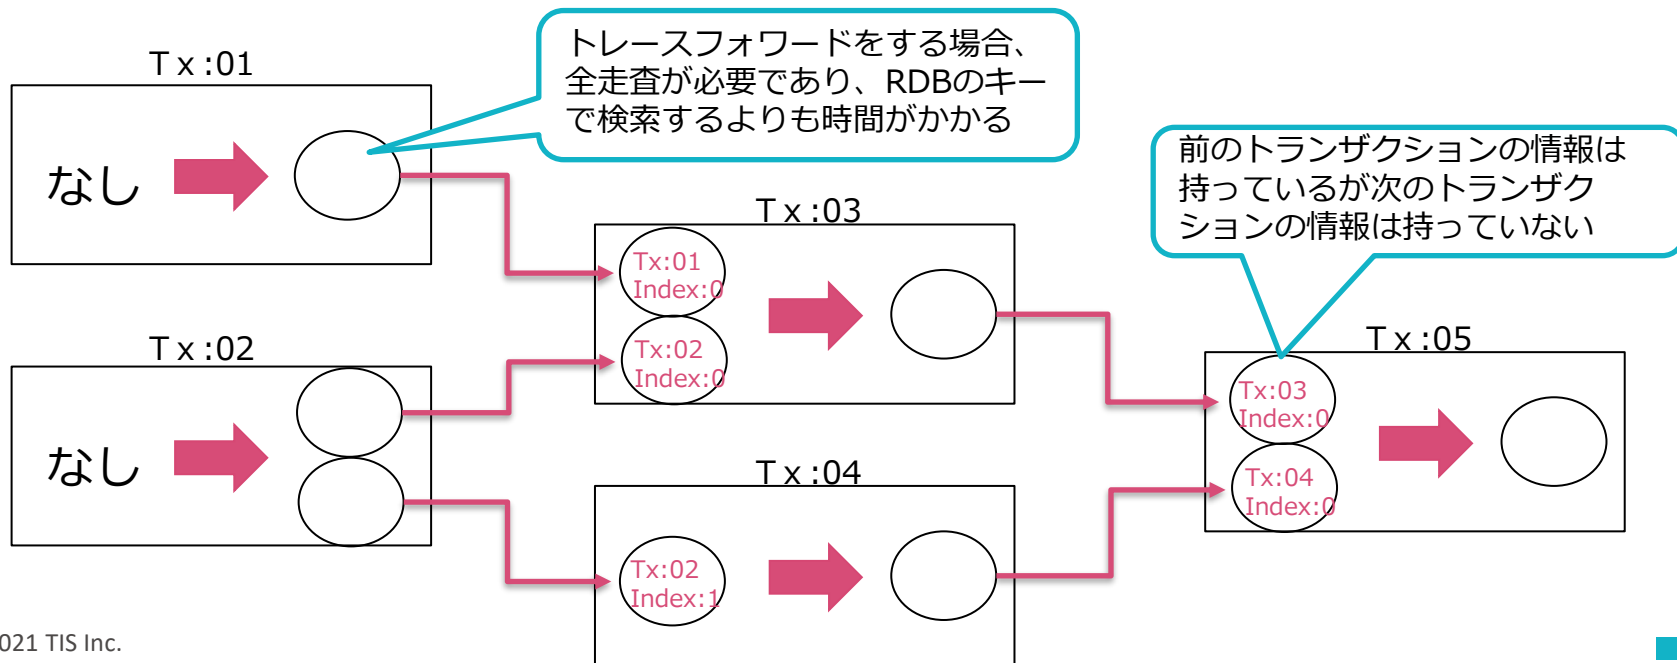 Ｔｘ:01
なし
トレースフォワードをする場合、
全走査が必要であり、RDBのキー
で検索するよりも時間がかかる
Ｔｘ:02
なし
Ｔｘ:03
Tx:01
Index:0
Tx:02
Index:0
Ｔｘ:04
Tx:02
Index:1
前のトランザクションの情報は
持っているが次のトランザク
ションの情報は持っていない
Ｔｘ:05
Tx:03
Index:0
Tx:04
Index:0
021 TIS Inc.